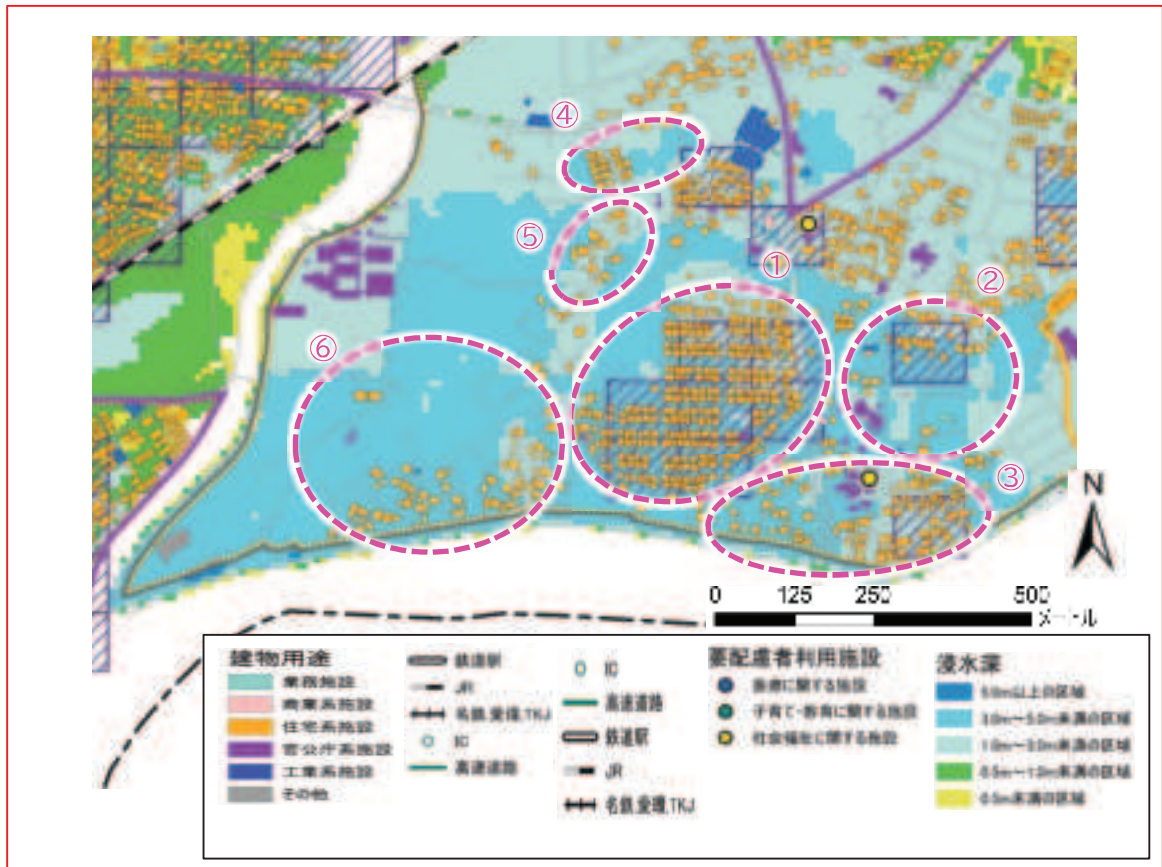 ④
⑤
①
②
⑥
③
N
0 125 250 500
メートル
建物用途
業務施設
商業系施設
住宅系施設
官公庁系施設
工業系施設
その他
鉄道駅
JR
名鉄,愛環,TKJ
IC
高速道路
IC
高速道路
鉄道駅
JR
名鉄,愛環,TKJ
要配慮者利用施設
医療に関する施設
子育て・教育に関する施設
社会福祉に関する施設
浸水深
5.0m以上の区域
3.0m～5.0m未満の区域
1.0m～3.0m未満の区域
0.5m～1.0m未満の区域
0.5m未満の区域